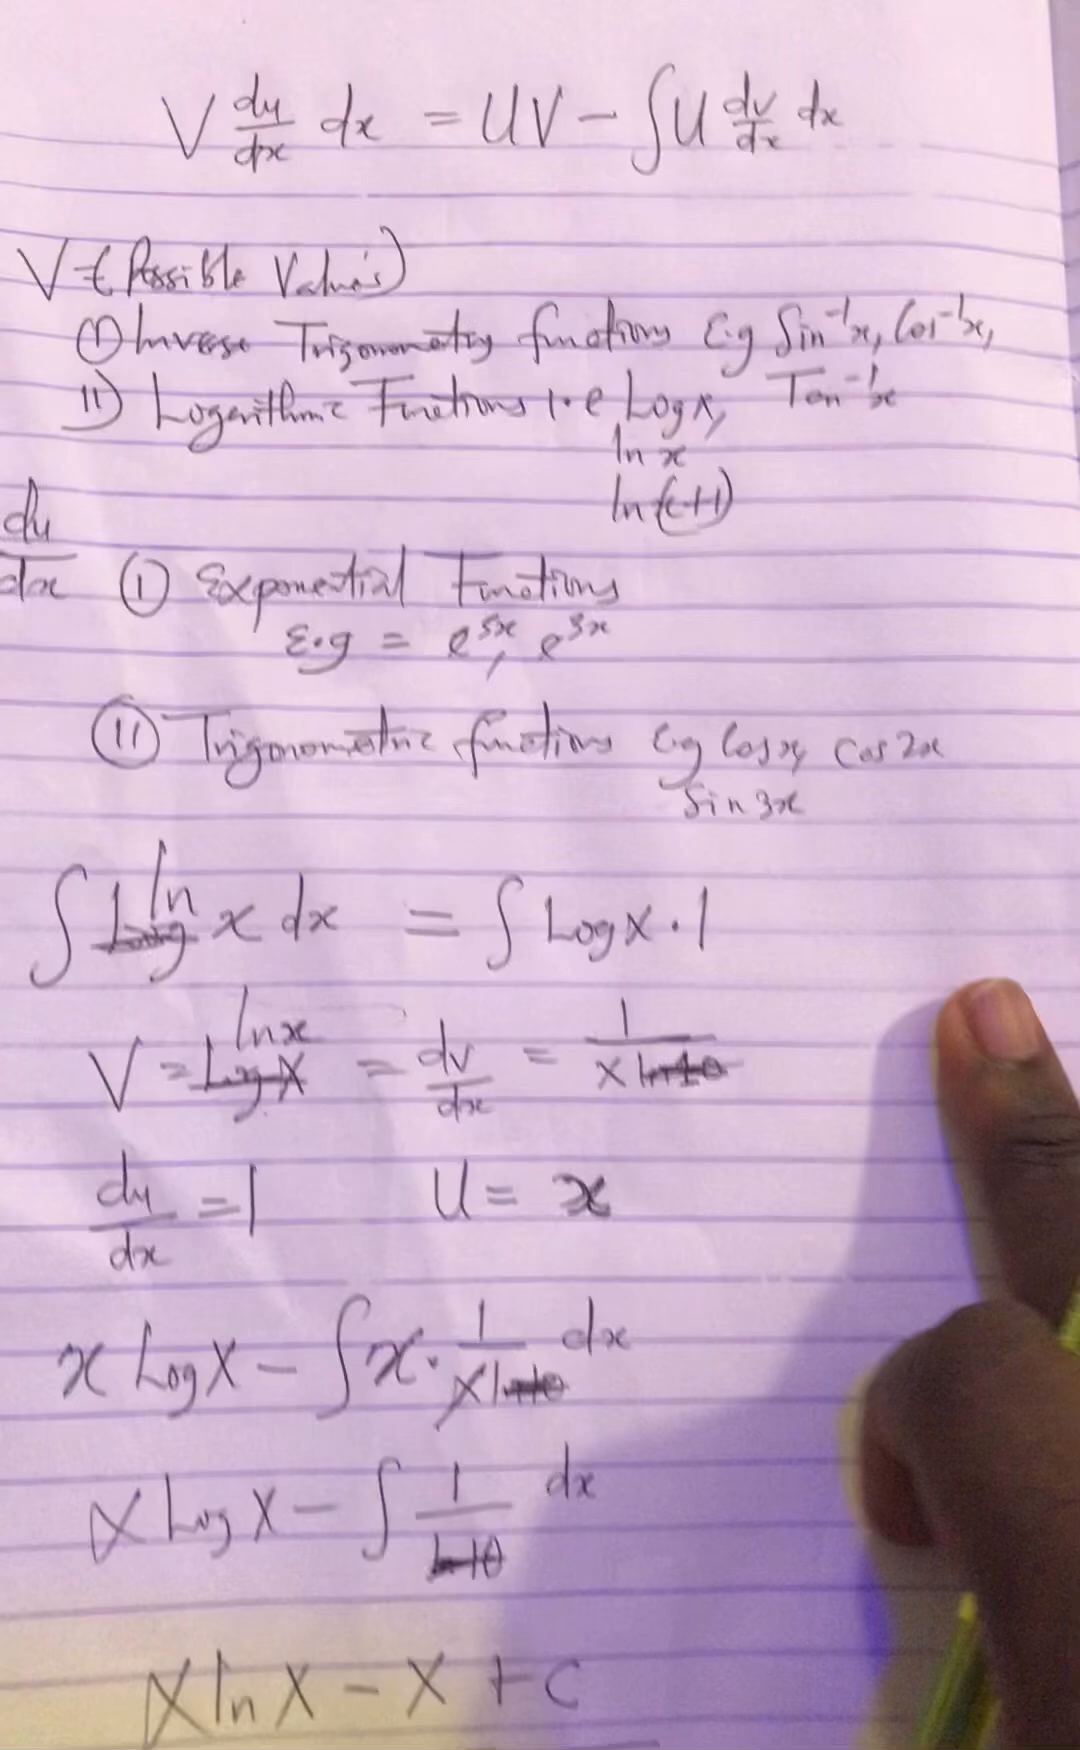 V du/dx dx = UV - ∫U dv/dx dx
V = (Possible Values)
(I) Inverse Trigonometry functions E.g Sin⁻¹x, Cos⁻¹x,
II) Logarithmic Functions i.e Log x, Tan⁻¹x
ln x
ln (x+1)
du/dx (I) Exponential Functions
E.g = e^5x, e^3x
(II) Trigonometric functions E.g Cos x, Cos 2x
Sin 3x
∫ ln x dx = ∫ Log x . 1
V = ln x = dv/dx = 1/x
du/dx = 1 U = x
x Log x - ∫x . 1/x dx
x Log x - ∫ 1 dx
x ln x - x + c